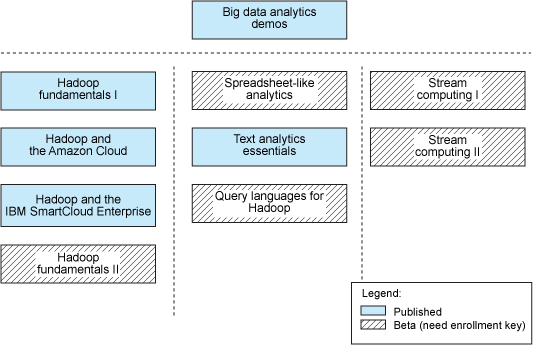 Big data analytics
demos
Hadoop
fundamentals I
Hadoop and
the Amazon Cloud
Hadoop and the
IBM SmartCloud Enterprise
Hadoop
fundamentals II
Spreadsheet-like
analytics
Text analytics
essentials
Query languages for
Hadoop
Stream
computing I
Stream
computing II
Legend:
Published
Beta (need enrollment key)